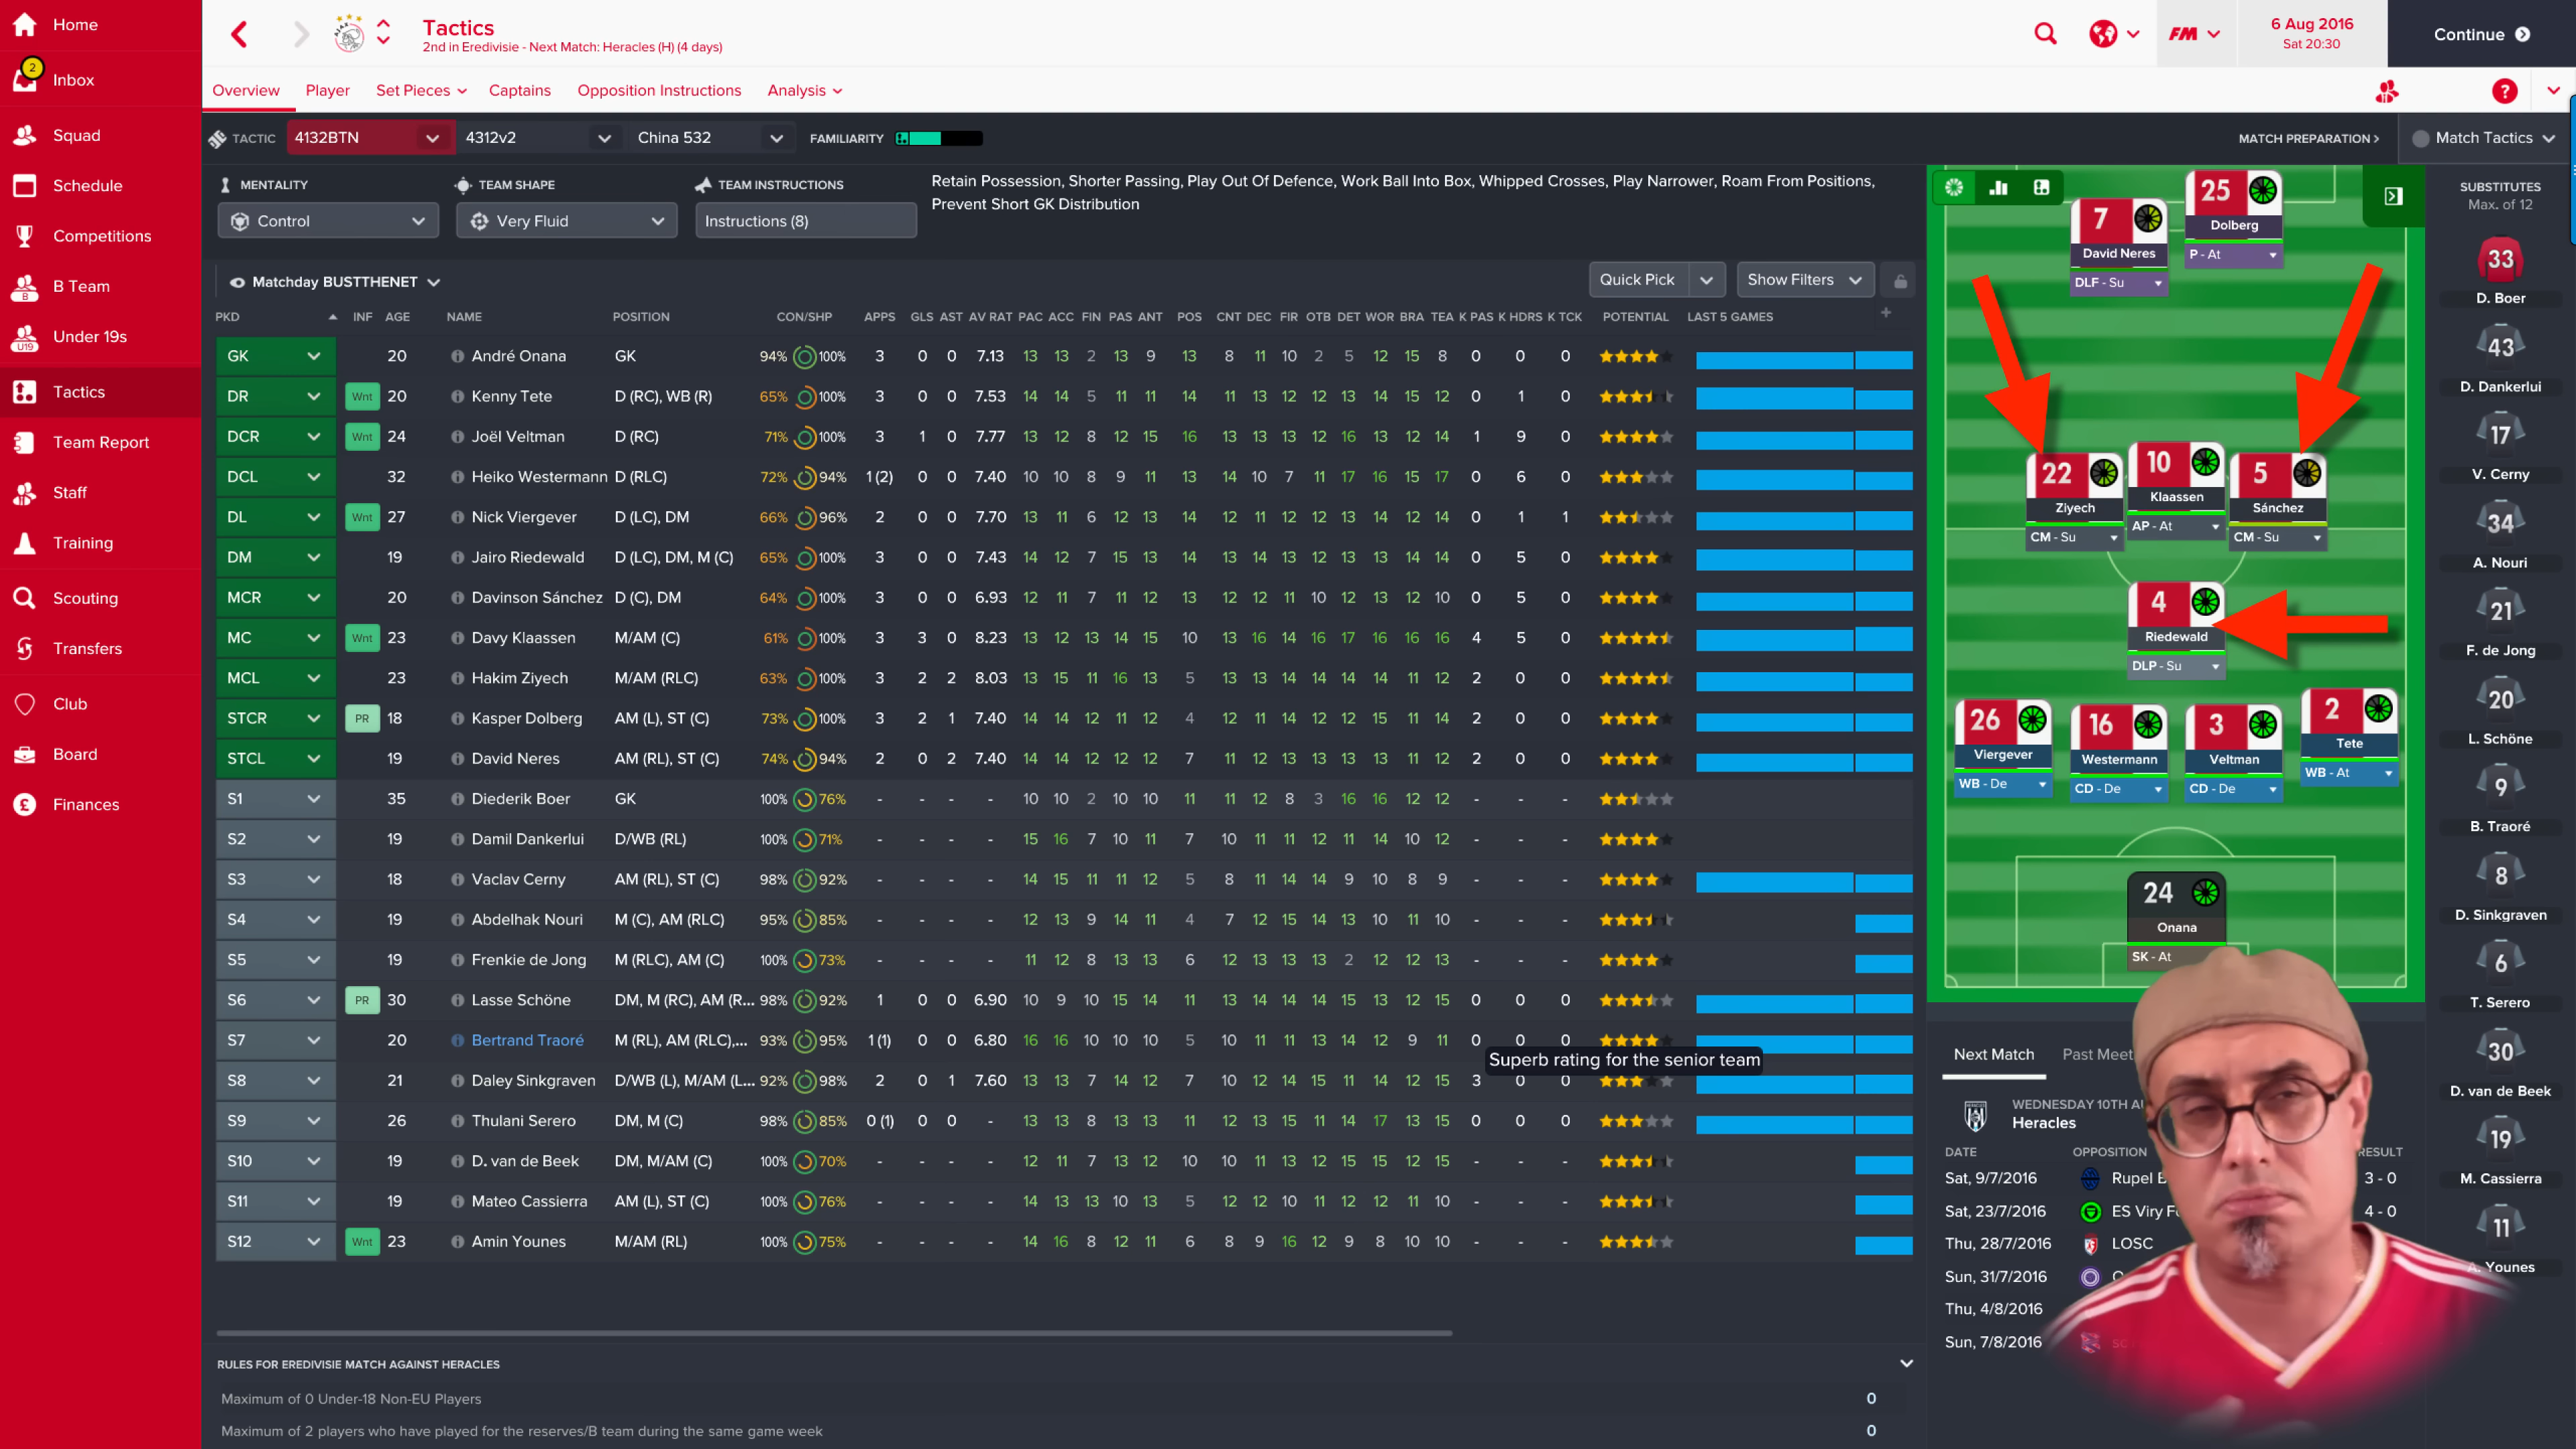 Home
2
Inbox
Squad
Schedule
Competitions
B Team
Under 19s
Tactics
Team Report
Staff
Training
Scouting
Transfers
Club
Board
Finances
Tactics
2nd in Eredivisie - Next Match: Heracles (H) (4 days)
FM
6 Aug 2016
Sat 20:30
Continue
Overview Player Set Pieces Captains Opposition Instructions Analysis
TACTIC 4132BTN 4312v2 China 532 FAMILIARITY
MATCH PREPARATION >
Match Tactics
MENTALITY TEAM SHAPE TEAM INSTRUCTIONS
Control Very Fluid Instructions (8)
Retain Possession, Shorter Passing, Play Out Of Defence, Work Ball Into Box, Whipped Crosses, Play Narrower, Roam From Positions,
Prevent Short GK Distribution
Matchday BUSTTHENET
Quick Pick Show Filters
PKD INF AGE NAME POSITION CON/SHP APPS GLS AST AV RAT PAC ACC FIN PAS ANT POS CNT DEC FIR OTB DET WOR BRA TEA K PAS K HDRS K TCK POTENTIAL LAST 5 GAMES
GK 20 André Onana GK 94% 100% 3 0 0 7.13 13 13 2 13 9 13 8 11 10 2 5 12 15 8 0 0 0
DR Wnt 20 Kenny Tete D (RC), WB (R) 65% 100% 3 0 0 7.53 14 14 5 11 11 14 11 13 12 12 13 14 15 12 0 1 0
DCR Wnt 24 Joël Veltman D (RC) 71% 100% 3 1 0 7.77 13 12 8 12 15 16 13 13 13 12 16 13 12 14 1 9 0
DCL 32 Heiko Westermann D (RLC) 72% 94% 1 (2) 0 0 7.40 10 10 8 9 11 13 14 10 7 11 17 16 15 17 0 6 0
DL Wnt 27 Nick Viergever D (LC), DM 66% 96% 2 0 0 7.70 13 11 6 12 13 14 12 11 12 12 13 14 12 14 0 1 1
DM 19 Jairo Riedewald D (LC), DM, M (C) 65% 100% 3 0 0 7.43 14 12 7 15 13 14 13 14 13 12 13 13 14 14 0 5 0
MCR 20 Davinson Sánchez D (C), DM 64% 100% 3 0 0 6.93 12 11 7 11 12 13 12 12 11 10 12 13 12 10 0 5 0
MC Wnt 23 Davy Klaassen M/AM (C) 61% 100% 3 3 0 8.23 13 12 13 14 15 10 13 16 14 16 17 16 16 16 4 5 0
MCL 23 Hakim Ziyech M/AM (RLC) 63% 100% 3 2 2 8.03 13 15 11 16 13 5 13 13 14 14 14 14 11 12 2 0 0
STCR PR 18 Kasper Dolberg AM (L), ST (C) 73% 100% 3 2 1 7.40 14 14 12 11 12 4 12 11 14 12 12 15 11 14 2 0 0
STCL 19 David Neres AM (RL), ST (C) 74% 94% 2 0 2 7.40 14 14 12 12 12 7 11 12 13 13 13 13 11 12 2 0 0
S1 35 Diederik Boer GK 100% 76% - - - - 10 10 2 10 10 11 11 12 8 3 16 16 12 12 - - -
S2 19 Damil Dankerlui D/WB (RL) 100% 71% - - - - 15 16 7 10 11 7 10 11 11 12 11 14 10 12 - - -
S3 18 Vaclav Cerny AM (RL), ST (C) 98% 92% - - - - 14 15 11 11 12 5 8 11 14 14 9 10 8 9 - - -
S4 19 Abdelhak Nouri M (C), AM (RLC) 95% 85% - - - - 12 13 9 14 11 4 7 12 15 14 13 10 11 10 - - -
S5 19 Frenkie de Jong M (RLC), AM (C) 100% 73% - - - - 11 12 8 13 13 6 12 13 13 13 2 12 12 13 - - -
S6 PR 30 Lasse Schöne DM, M (RC), AM (R... 98% 92% 1 0 0 6.90 10 9 10 15 14 11 13 14 14 14 15 13 12 15 0 0 0
S7 20 Bertrand Traoré M (RL), AM (RLC),... 93% 95% 1 (1) 0 0 6.80 16 16 10 10 10 5 10 11 11 13 14 12 9 11 0 0 0
Superb rating for the senior team
S8 21 Daley Sinkgraven D/WB (L), M/AM (L... 92% 98% 2 0 1 7.60 13 13 7 14 12 7 10 12 14 15 11 14 12 15 3 0 0
S9 26 Thulani Serero DM, M (C) 98% 85% 0 (1) 0 0 - 13 13 8 13 13 11 12 13 15 11 14 17 13 15 0 0 0
S10 19 D. van de Beek DM, M/AM (C) 100% 70% - - - - 12 11 7 13 12 10 10 11 13 12 15 15 12 15 - - -
S11 19 Mateo Cassierra AM (L), ST (C) 100% 76% - - - - 14 13 13 10 13 5 12 12 10 11 12 12 11 10 - - -
S12 Wnt 23 Amin Younes M/AM (RL) 100% 75% - - - - 14 16 8 12 11 6 8 9 16 12 9 8 10 10 - - -
RULES FOR EREDIVISIE MATCH AGAINST HERACLES
Maximum of 0 Under-18 Non-EU Players 0
Maximum of 2 players who have played for the reserves/B team during the same game week 0
25
Dolberg
P - At
7
David Neres
DLF - Su
22
Ziyech
CM - Su
10
Klaassen
AP - At
5
Sánchez
CM - Su
4
Riedewald
DLP - Su
26
Viergever
WB - De
16
Westermann
CD - De
3
Veltman
CD - De
2
Tete
WB - At
24
Onana
SK - At
Next Match Past Meet
WEDNESDAY 10TH
Heracles
DATE OPPOSITION RESULT
Sat, 9/7/2016 Rupel 3 - 0
Sat, 23/7/2016 ES Viry 4 - 0
Thu, 28/7/2016 LOSC
Sun, 31/7/2016
Thu, 4/8/2016
Sun, 7/8/2016
SUBSTITUTES
Max. of 12
33
D. Boer
43
D. Dankerlui
17
V. Cerny
34
A. Nouri
21
F. de Jong
20
L. Schöne
9
B. Traoré
8
D. Sinkgraven
6
T. Serero
30
D. van de Beek
19
M. Cassierra
11
Younes